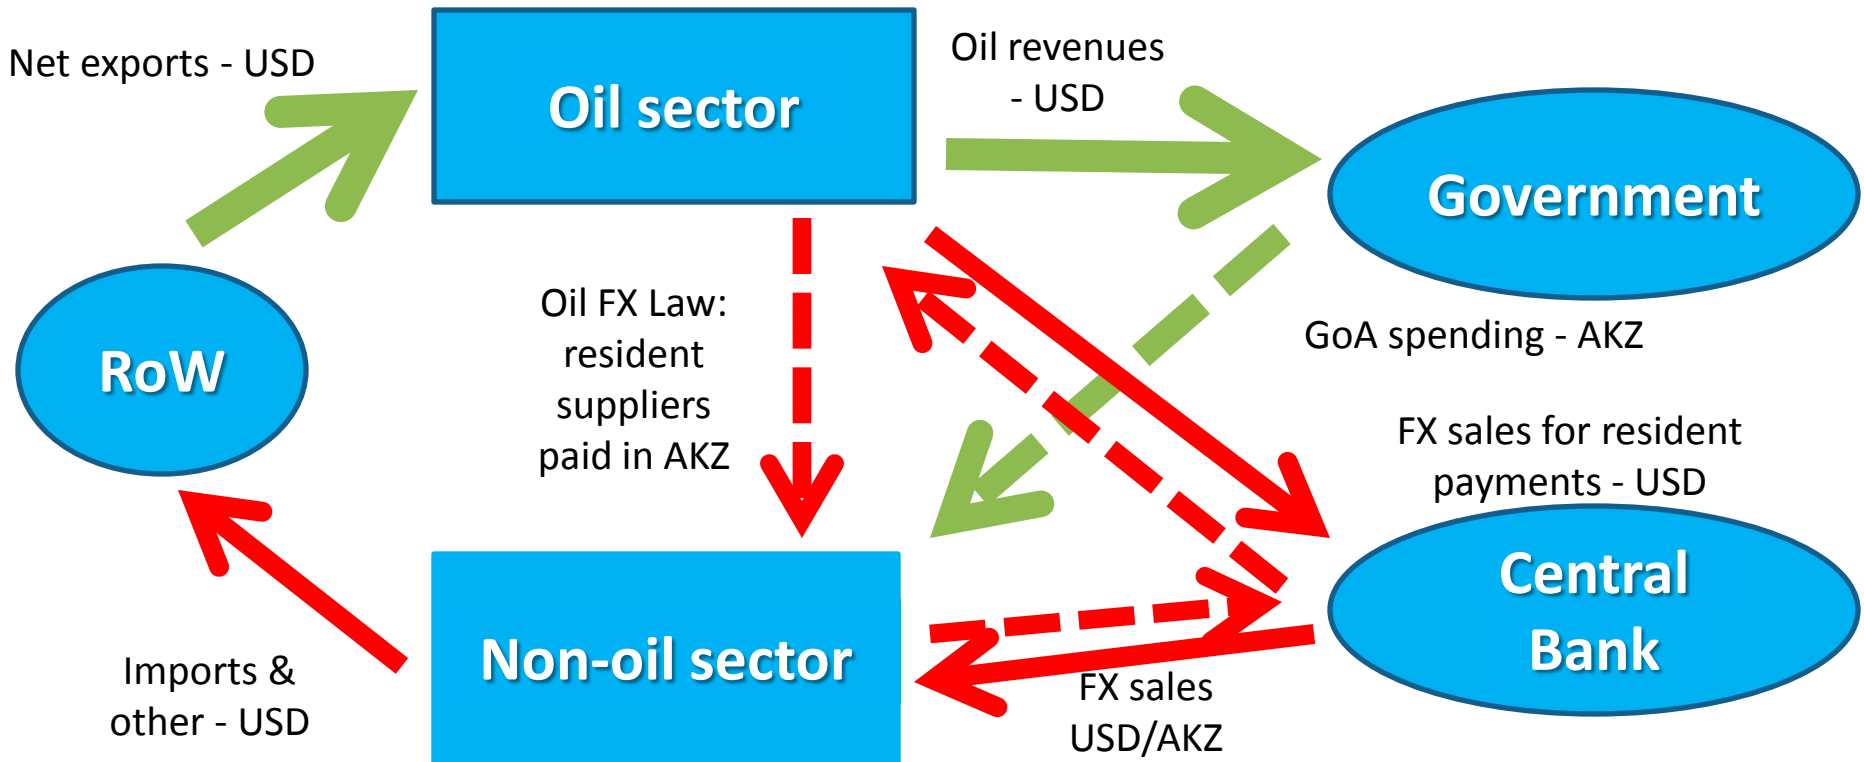 Net exports - USD
Oil sector
Oil revenues
- USD
Government
RoW
Oil FX Law:
resident
suppliers
paid in AKZ
GoA spending - AKZ
FX sales for resident
payments - USD
Central
Bank
Non-oil sector
Imports &
other - USD
FX sales
USD/AKZ